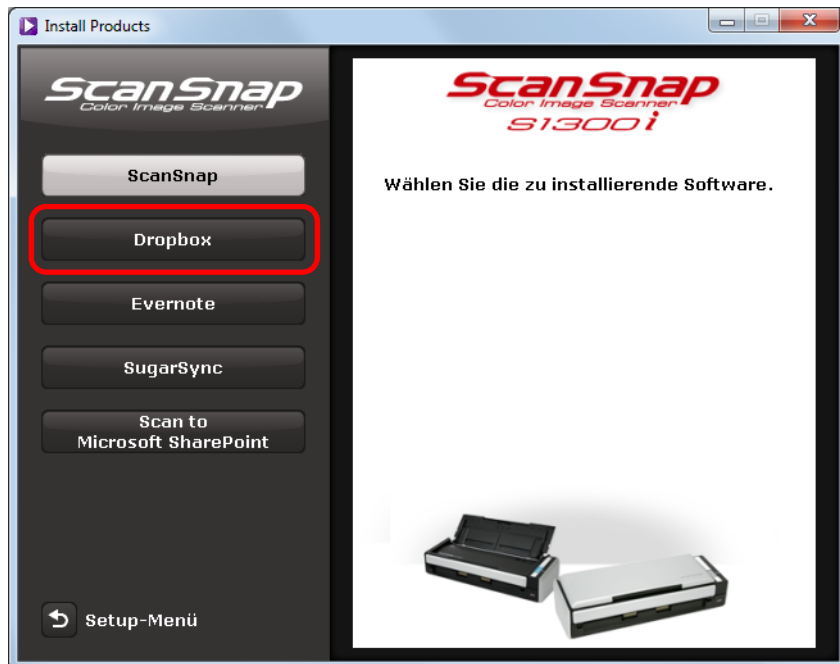 Install Products
ScanSnap
Color Image Scanner
ScanSnap
Dropbox
Evernote
SugarSync
Scan to
Microsoft SharePoint
Setup-Menü
ScanSnap
Color Image Scanner
S1300i
Wählen Sie die zu installierende Software.